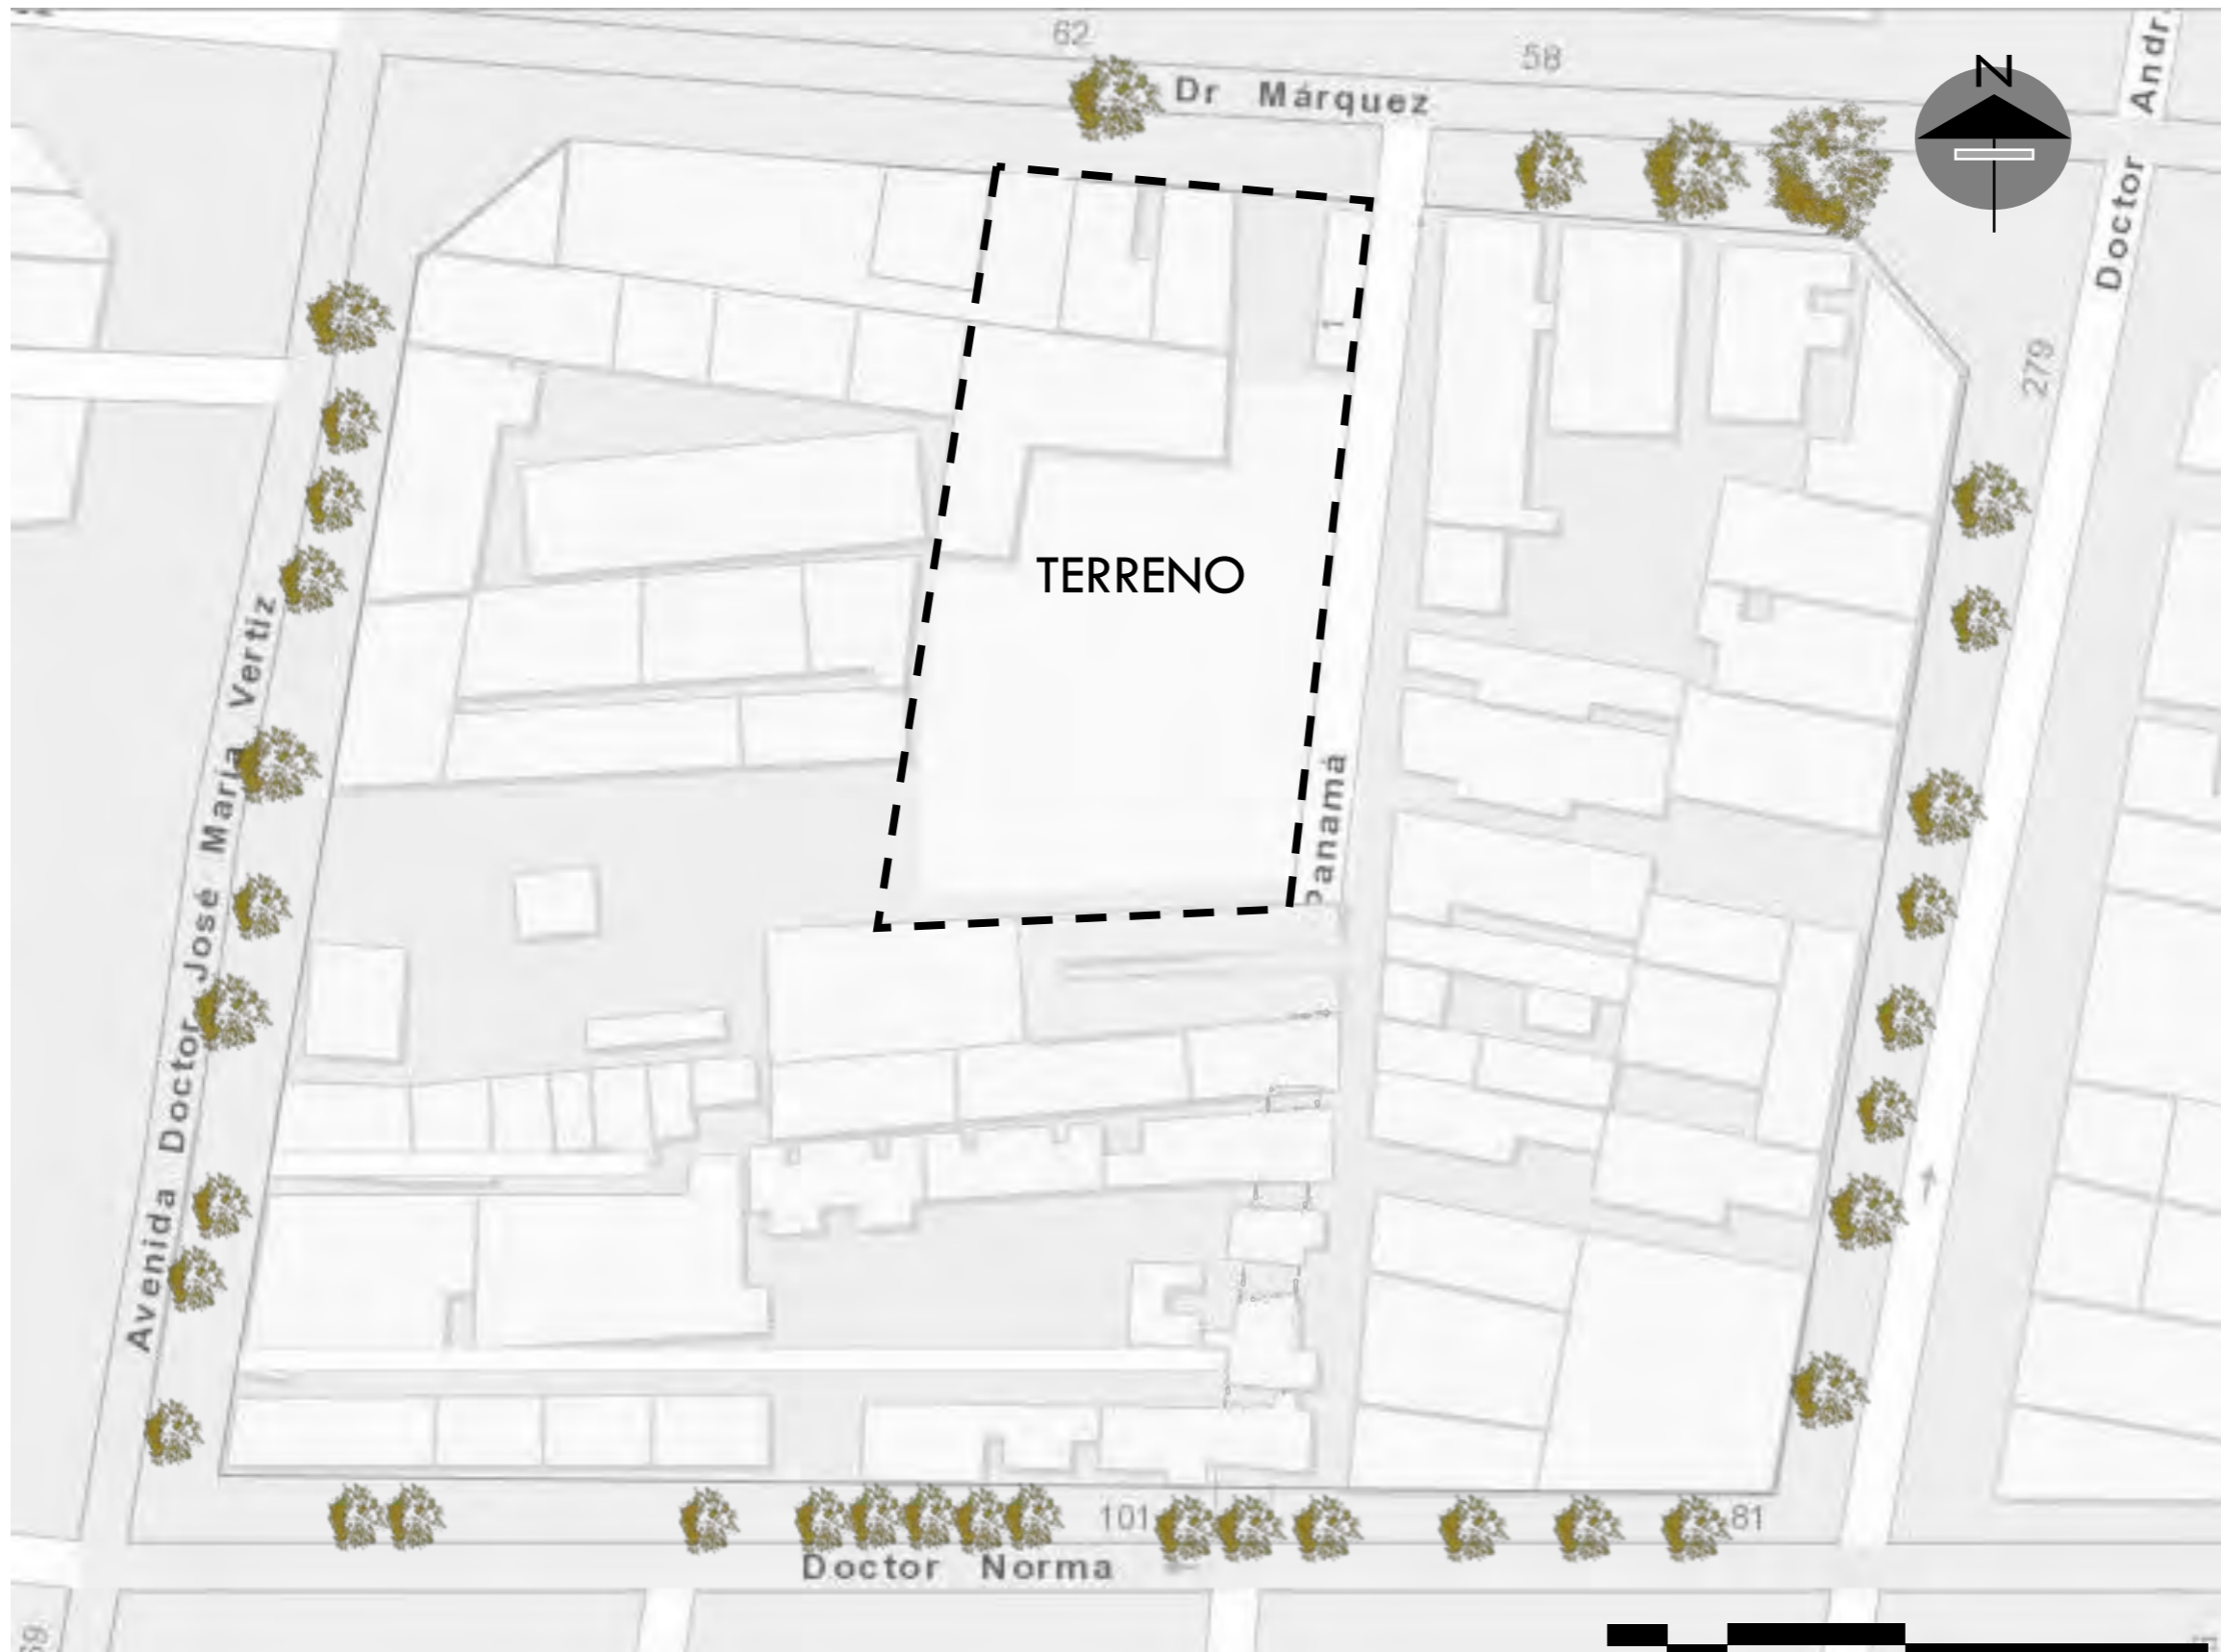 62
58
Dr Márquez
N
Doctor Andr
279
1
TERRENO
Avenida Doctor José María Vertiz
Panamá
101
81
Doctor Norma